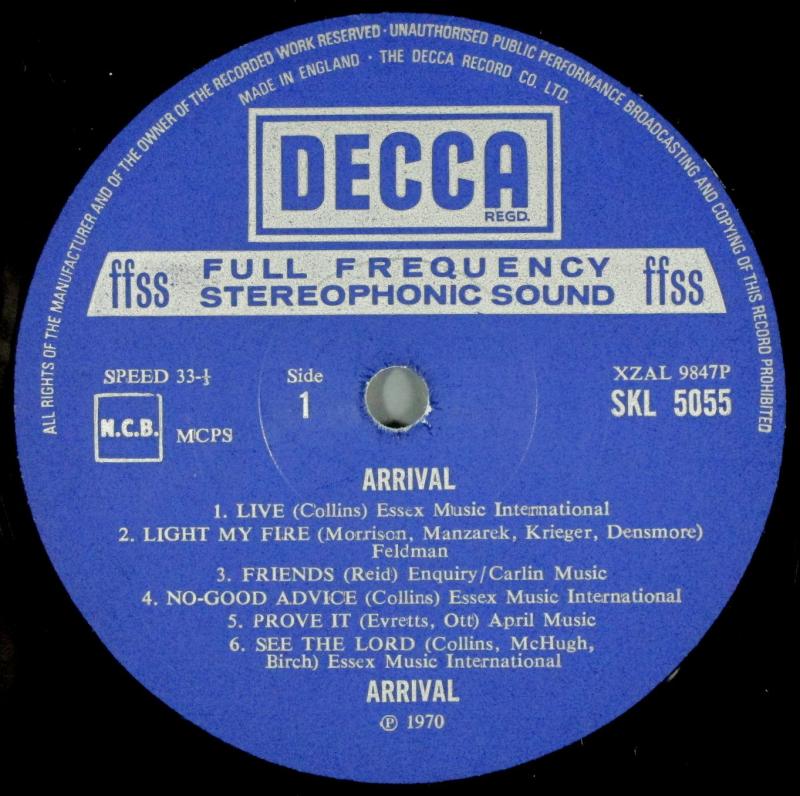 ALL RIGHTS OF THE MANUFACTURER AND OF THE OWNER OF THE RECORDED WORK RESERVED · UNAUTHORISED PUBLIC PERFORMANCE BROADCASTING AND COPYING OF THIS RECORD PROHIBITED
MADE IN ENGLAND · THE DECCA RECORD CO. LTD.
DECCA
REGD.
ffss FULL FREQUENCY STEREOPHONIC SOUND ffss
SPEED 33-⅓
Side
1
XZAL 9847P
SKL 5055
N.C.B. MCPS
ARRIVAL
1. LIVE (Collins) Essex Music International
2. LIGHT MY FIRE (Morrison, Manzarek, Krieger, Densmore)
Feldman
3. FRIENDS (Reid) Enquiry/Carlin Music
4. NO-GOOD ADVICE (Collins) Essex Music International
5. PROVE IT (Evretts, Ott) April Music
6. SEE THE LORD (Collins, McHugh,
Birch) Essex Music International
ARRIVAL
℗ 1970